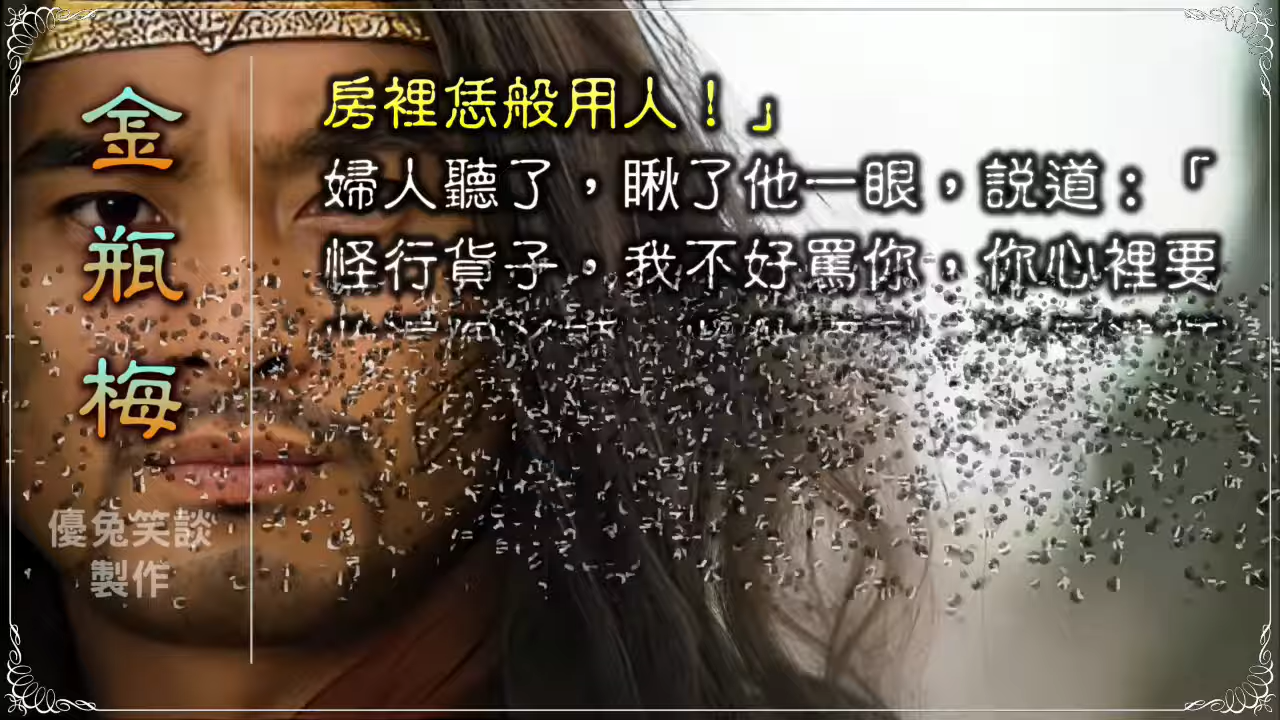 金瓶梅
優兔笑談
製作
房裡恁般用人！」
婦人聽了，瞅了他一眼，説道：「
怪行貨子，我不好罵你，你心裡要